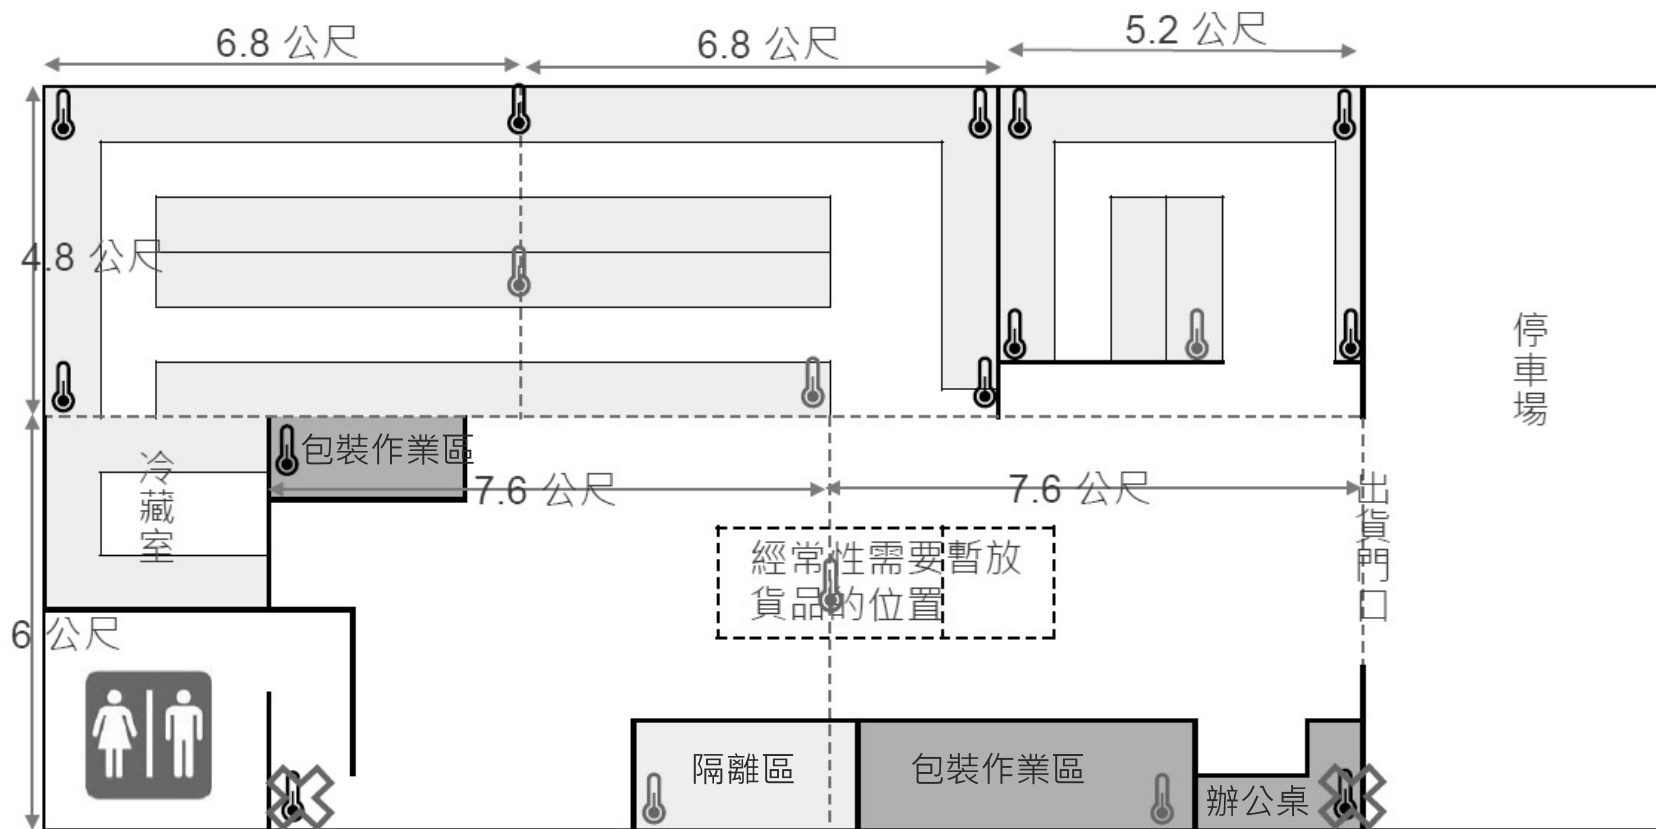 6.8 公尺
6.8 公尺
5.2 公尺
4.8 公尺
停車場
冷藏室
包裝作業區
7.6 公尺
7.6 公尺
出貨門口
經常性需要暫放
貨品的位置
6 公尺
隔離區
包裝作業區
辦公桌